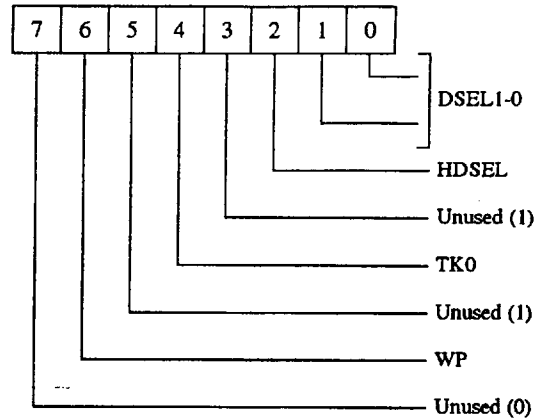 7 6 5 4 3 2 1 0
DSEL1-0
HDSEL
Unused (1)
TK0
Unused (1)
WP
Unused (0)